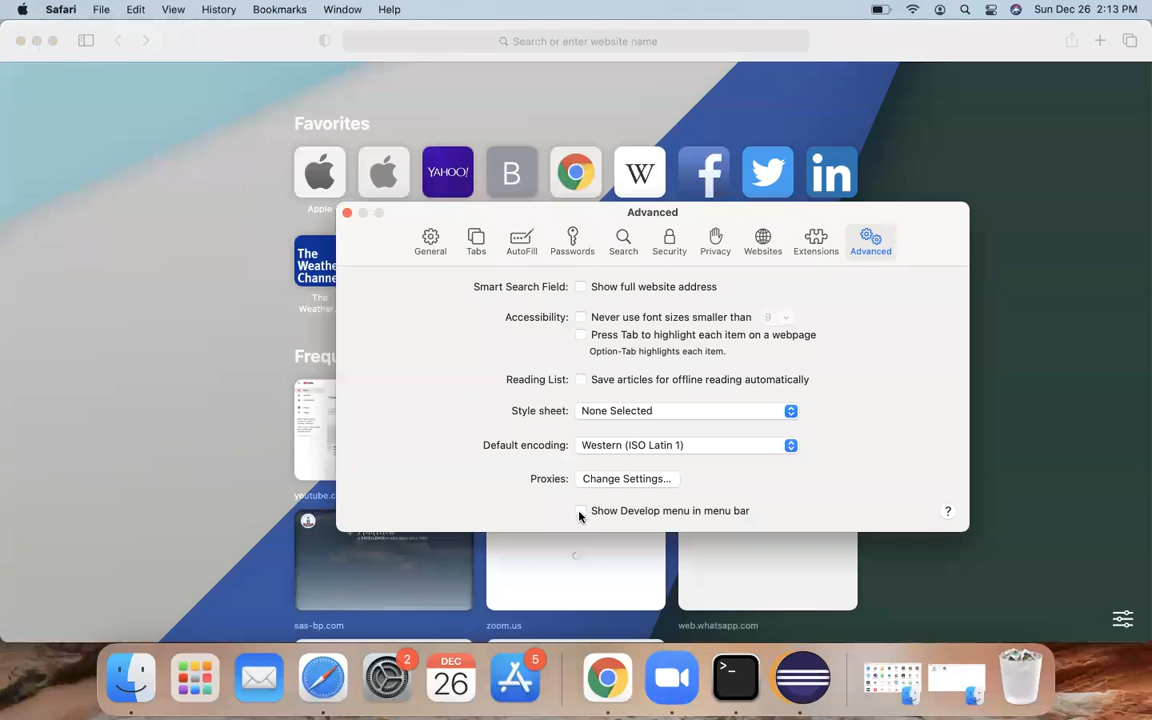 Safari File Edit View History Bookmarks Window Help Sun Dec 26 2:13 PM
Search or enter website name
Favorites
YAHOO! B W f in
Apple
Advanced
General Tabs AutoFill Passwords Search Security Privacy Websites Extensions Advanced
The
Weather
Channel
The
Weather...
Smart Search Field: Show full website address
Accessibility: Never use font sizes smaller than 9
Press Tab to highlight each item on a webpage
Option-Tab highlights each item.
Frequ
Reading List: Save articles for offline reading automatically
Style sheet: None Selected
Default encoding: Western (ISO Latin 1)
Proxies: Change Settings...
youtube.c
Show Develop menu in menu bar ?
sas-bp.com zoom.us web.whatsapp.com
2 DEC
26 5 >_